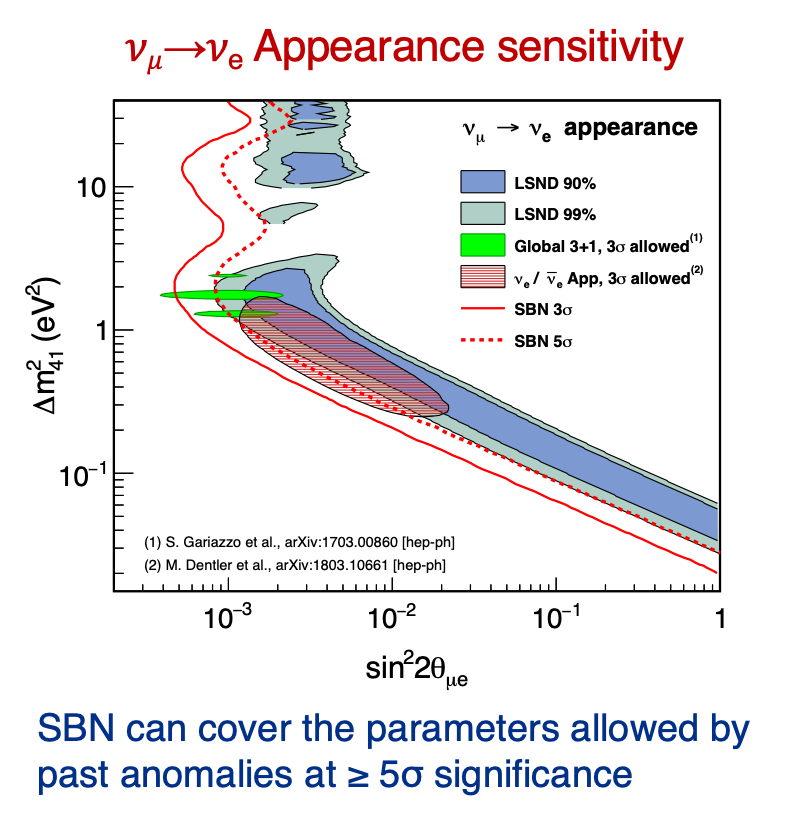 νμ→νe Appearance sensitivity
νμ → νe appearance
LSND 90%
LSND 99%
Global 3+1, 3σ allowed(1)
νe / ν̅e App, 3σ allowed(2)
SBN 3σ
SBN 5σ
Δm²41 (eV²)
10
1
10⁻¹
(1) S. Gariazzo et al., arXiv:1703.00860 [hep-ph]
(2) M. Dentler et al., arXiv:1803.10661 [hep-ph]
10⁻³ 10⁻² 10⁻¹ 1
sin²2θμe
SBN can cover the parameters allowed by
past anomalies at ≥ 5σ significance